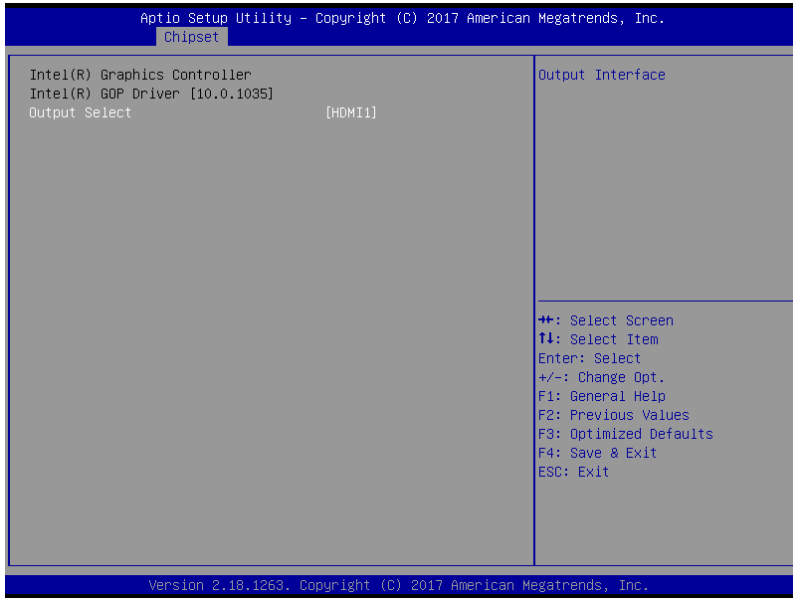 Aptio Setup Utility – Copyright (C) 2017 American Megatrends, Inc.
Chipset
Intel(R) Graphics Controller
Intel(R) GOP Driver [10.0.1035]
Output Select [HDMI1]
Output Interface
→←: Select Screen
↑↓: Select Item
Enter: Select
+/-: Change Opt.
F1: General Help
F2: Previous Values
F3: Optimized Defaults
F4: Save & Exit
ESC: Exit
Version 2.18.1263. Copyright (C) 2017 American Megatrends, Inc.